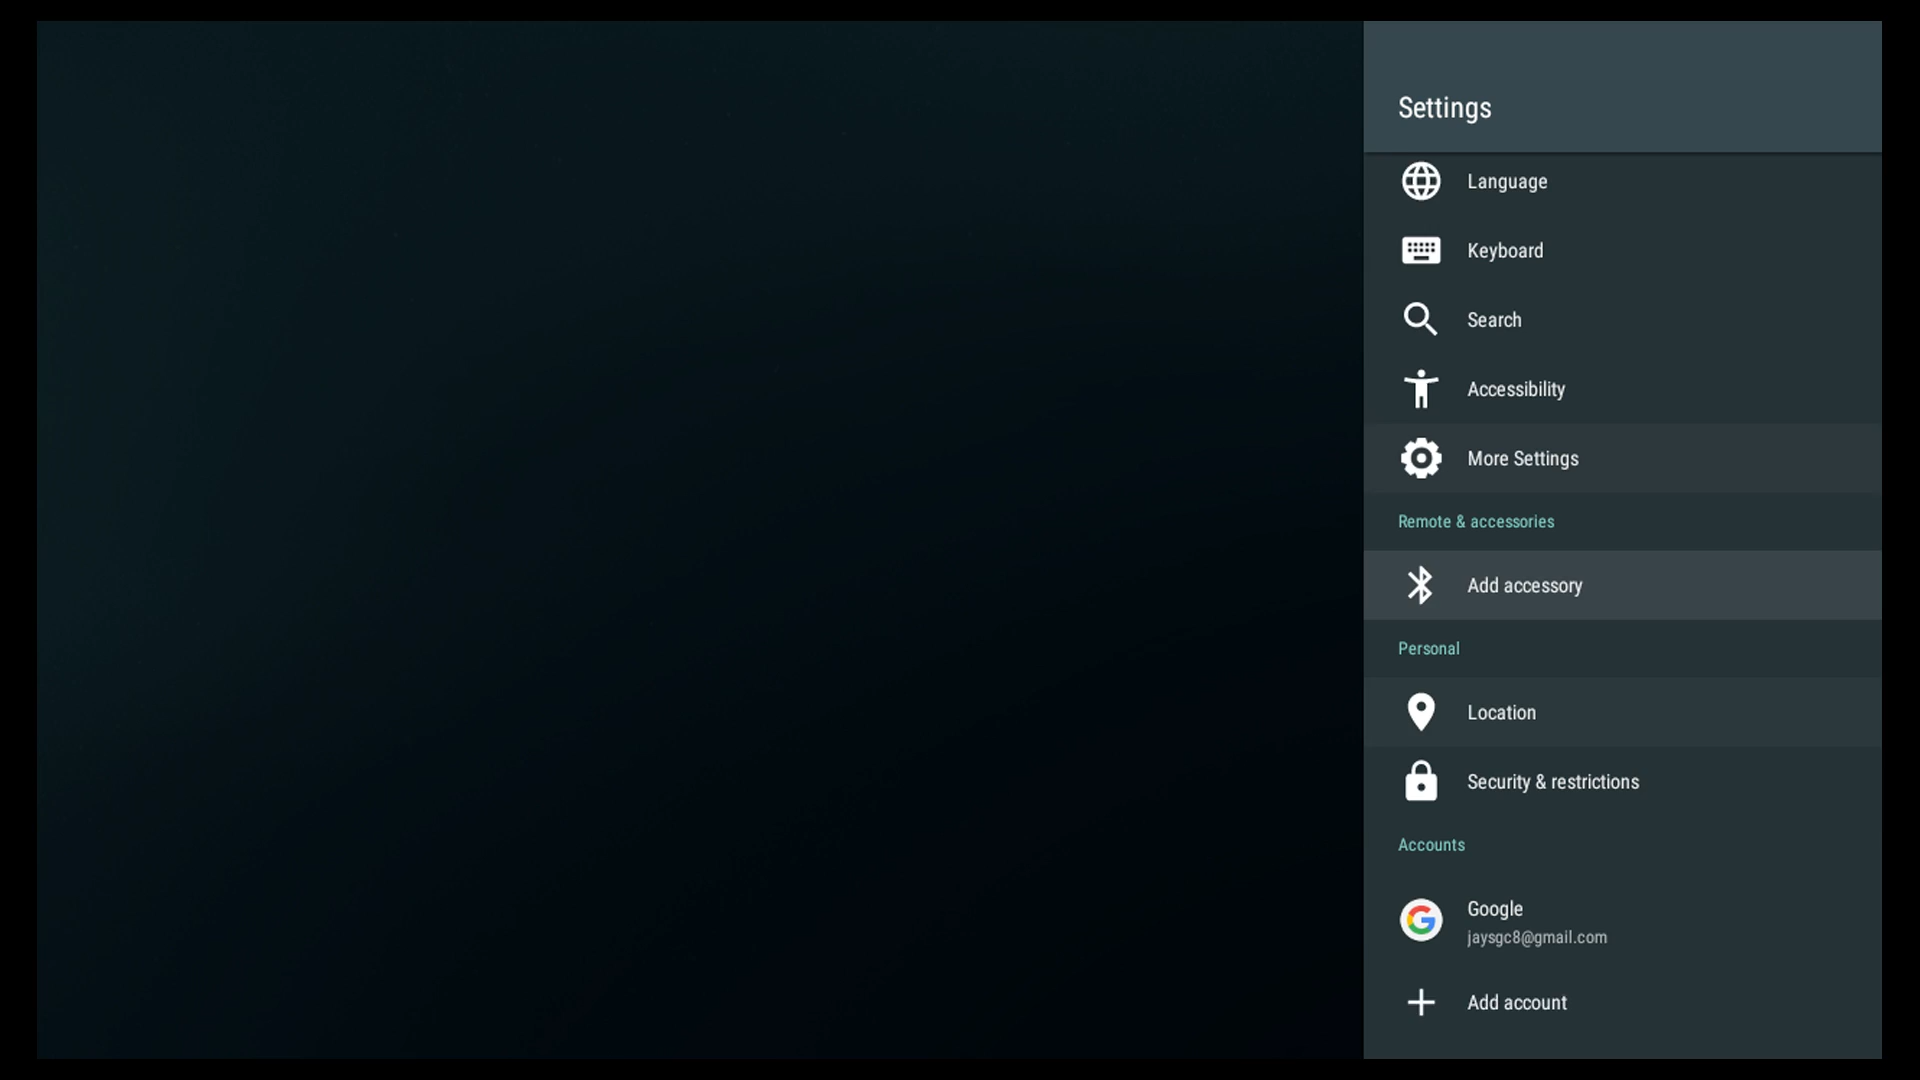 Settings
Language
Keyboard
Search
Accessibility
More Settings
Remote & accessories
Add accessory
Personal
Location
Security & restrictions
Accounts
Google
jaysgc8@gmail.com
Add account